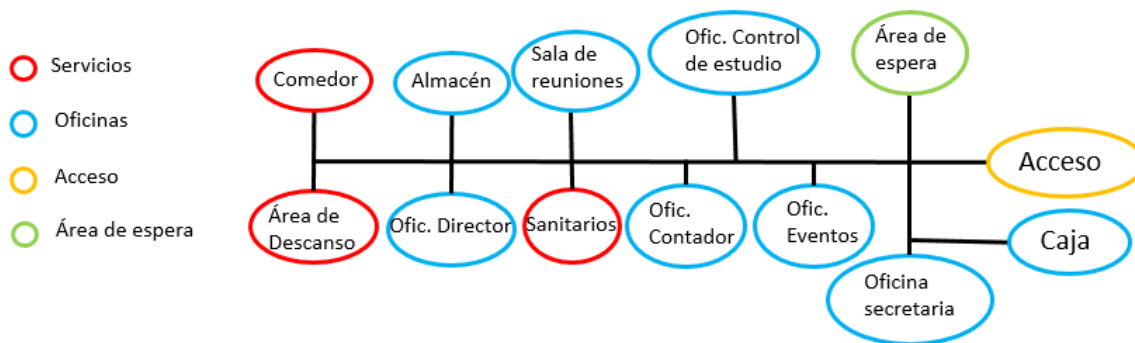 Servicios
Oficinas
Acceso
Área de espera
Comedor
Almacén
Sala de
reuniones
Ofic. Control
de estudio
Área de
espera
Acceso
Área de
Descanso
Ofic. Director
Sanitarios
Ofic.
Contador
Ofic.
Eventos
Caja
Oficina
secretaria